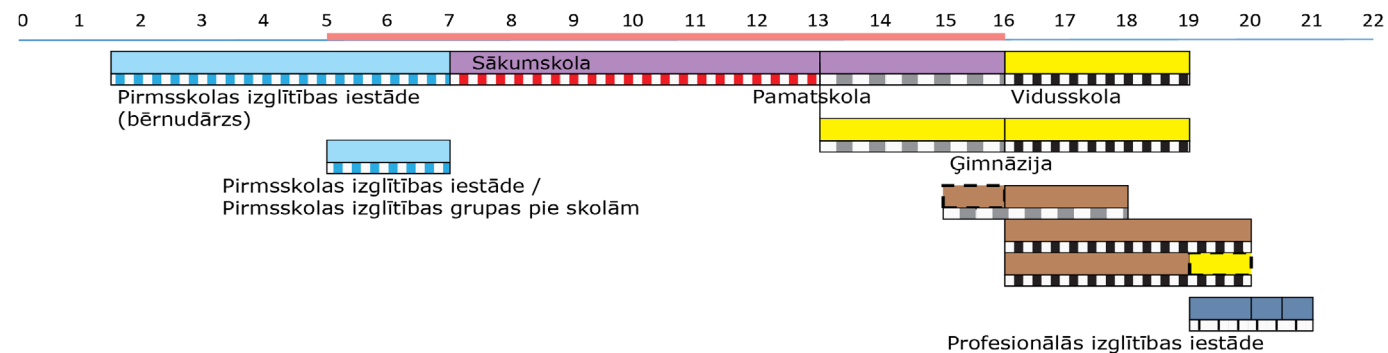 0 1 2 3 4 5 6 7 8 9 10 11 12 13 14 15 16 17 18 19 20 21 22
Sākumskola
Pirmsskolas izglītības iestāde
(bērnudārzs)
Pamatskola
Vidusskola
Ģimnāzija
Pirmsskolas izglītības iestāde /
Pirmsskolas izglītības grupas pie skolām
Profesionālās izglītības iestāde